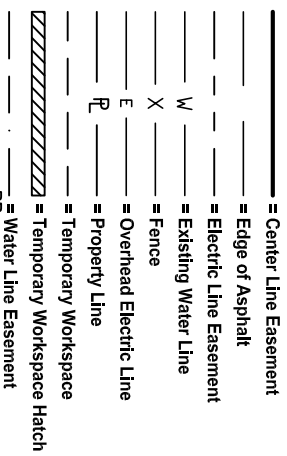 = Center Line Easement
= Edge of Asphalt
= Electric Line Easement
W = Existing Water Line
X = Fence
E = Overhead Electric Line
PL = Property Line
= Temporary Workspace
= Temporary Workspace Hatch
= Water Line Easement